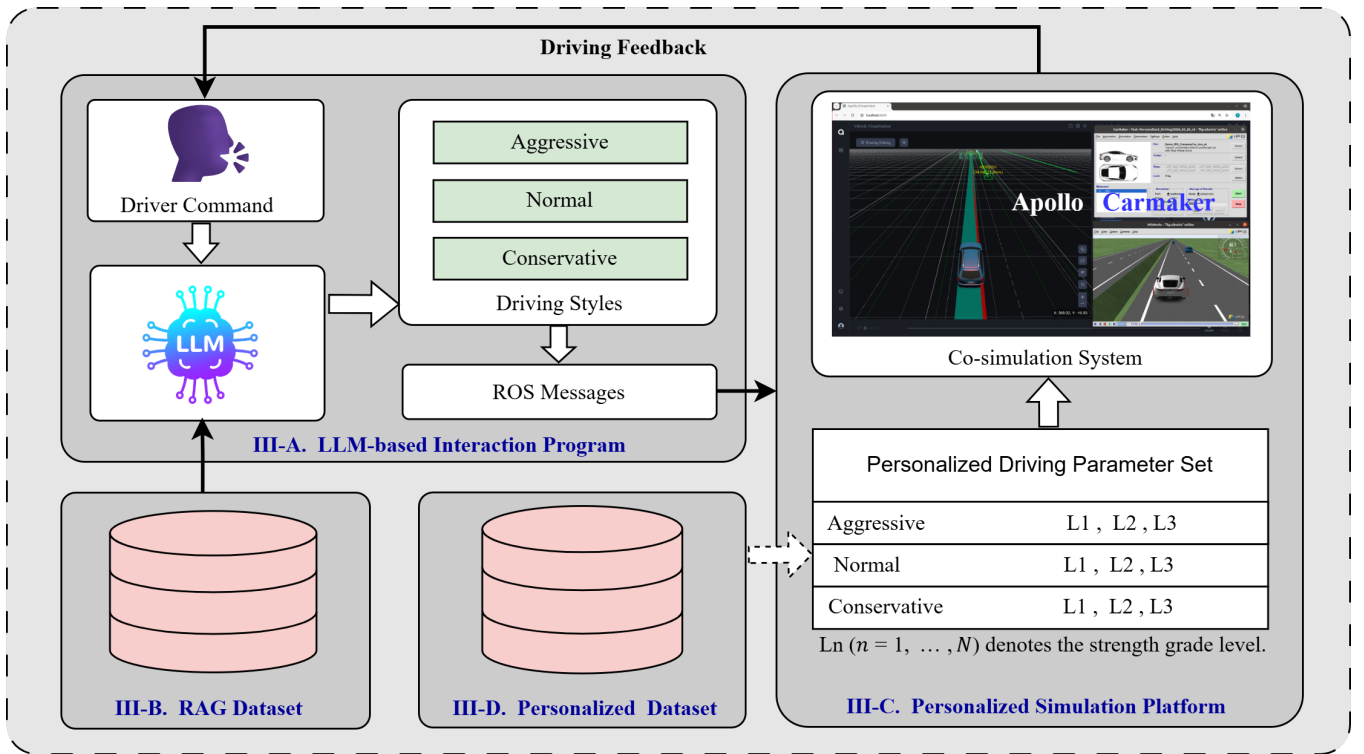 Driving Feedback
Driver Command
LLM
Aggressive
Normal
Conservative
Driving Styles
ROS Messages
III-A. LLM-based Interaction Program
Apollo
Carmaker
Co-simulation System
Personalized Driving Parameter Set
Aggressive L1 , L2 , L3
Normal L1 , L2 , L3
Conservative L1 , L2 , L3
Ln (n = 1, … , N) denotes the strength grade level.
III-B. RAG Dataset
III-D. Personalized Dataset
III-C. Personalized Simulation Platform